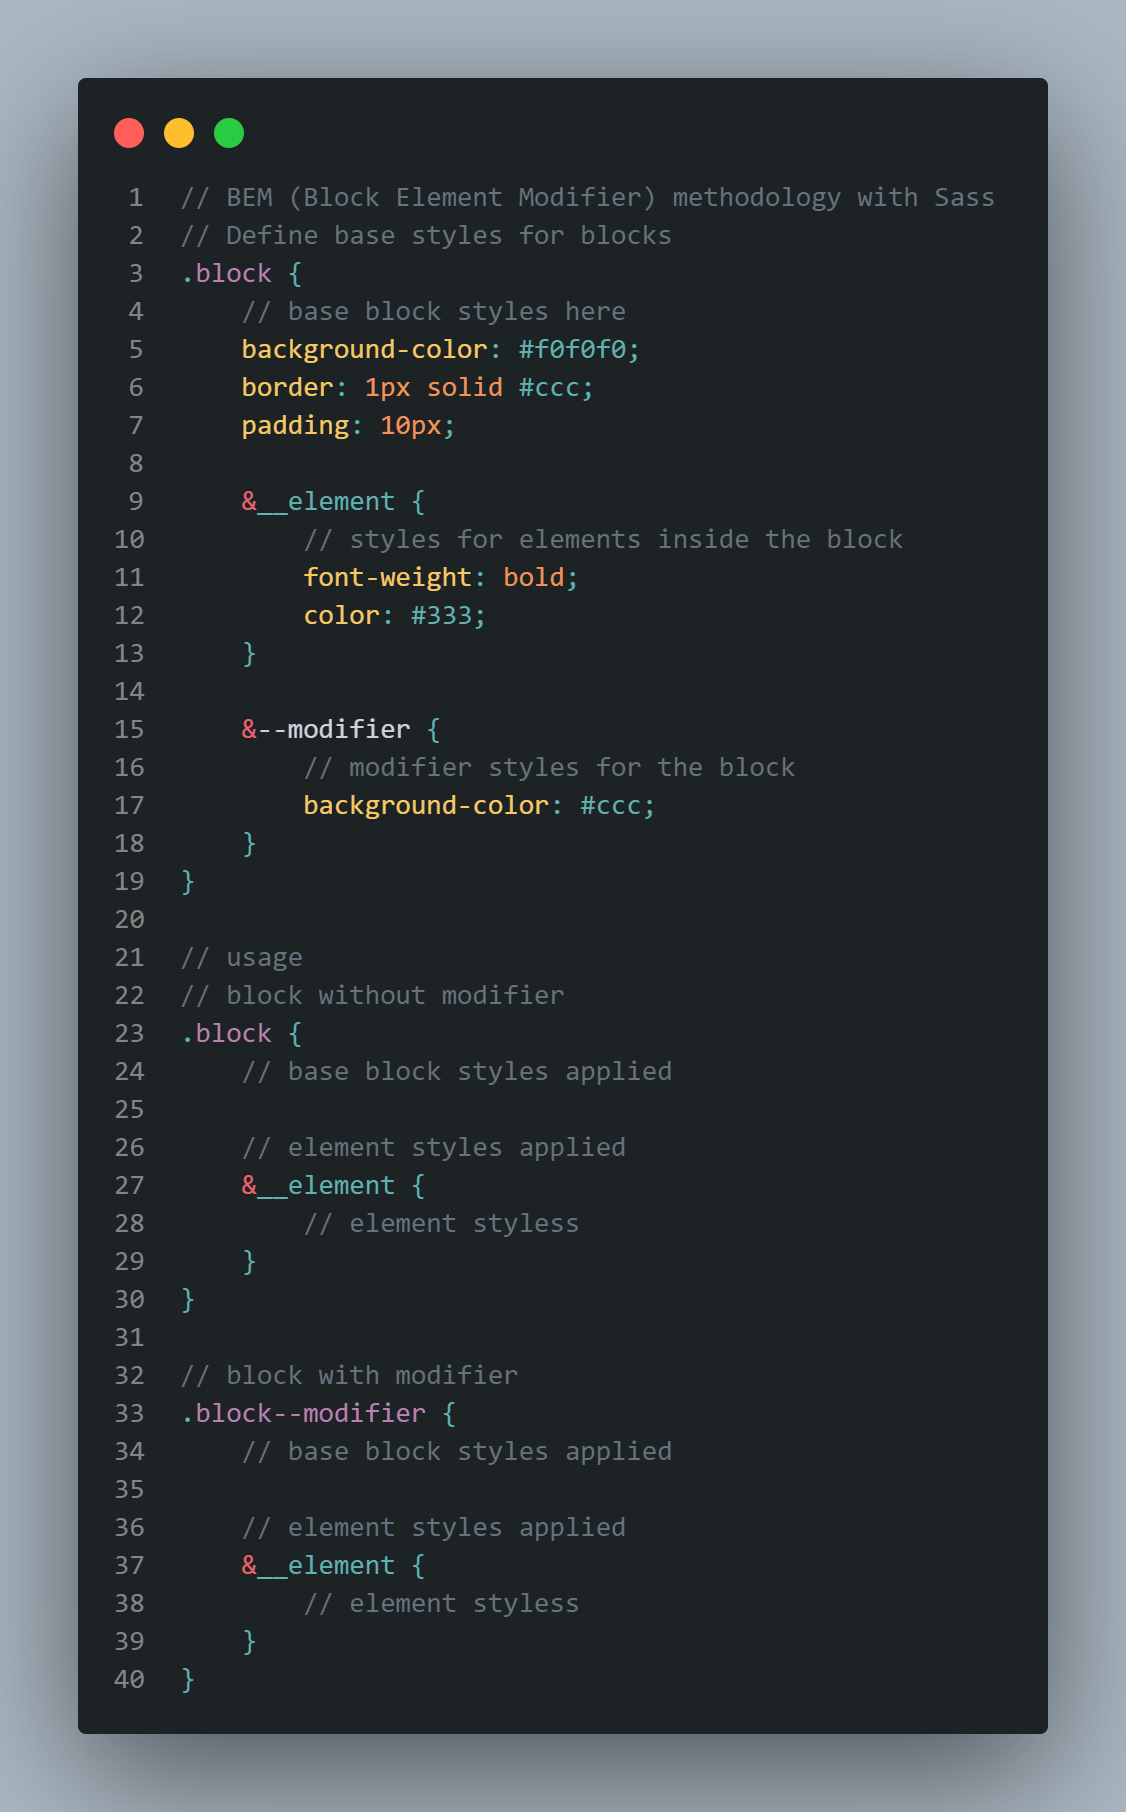 1 // BEM (Block Element Modifier) methodology with Sass
2 // Define base styles for blocks
3 .block {
4     // base block styles here
5     background-color: #f0f0f0;
6     border: 1px solid #ccc;
7     padding: 10px;
8
9     &__element {
10         // styles for elements inside the block
11         font-weight: bold;
12         color: #333;
13     }
14
15     &--modifier {
16         // modifier styles for the block
17         background-color: #ccc;
18     }
19 }
20
21 // usage
22 // block without modifier
23 .block {
24     // base block styles applied
25
26     // element styles applied
27     &__element {
28         // element styless
29     }
30 }
31
32 // block with modifier
33 .block--modifier {
34     // base block styles applied
35
36     // element styles applied
37     &__element {
38         // element styless
39     }
40 }